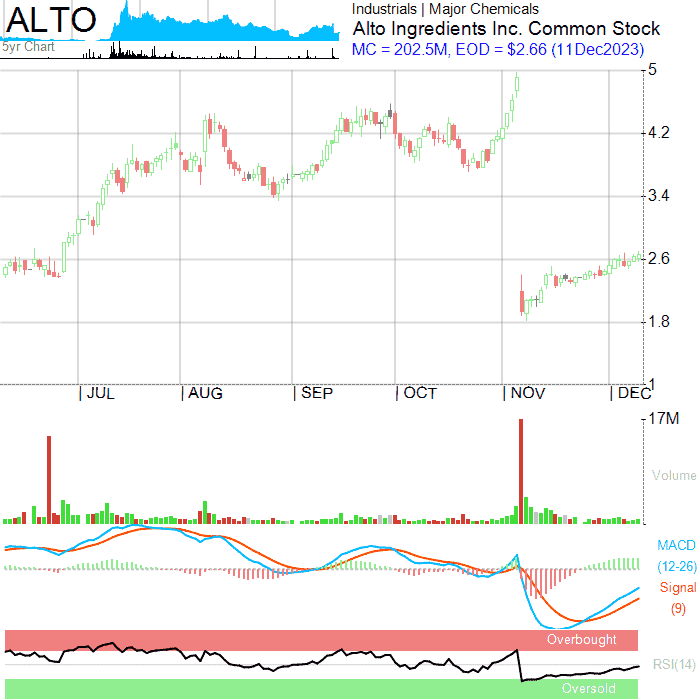 ALTO
5yr Chart
Industrials | Major Chemicals
Alto Ingredients Inc. Common Stock
MC = 202.5M, EOD = $2.66 (11Dec2023)
5
4.2
3.4
2.6
1.8
1
| JUL | AUG | SEP | OCT | NOV | DEC
17M
Volume
MACD
(12-26)
Signal
(9)
Overbought
RSI(14)
Oversold